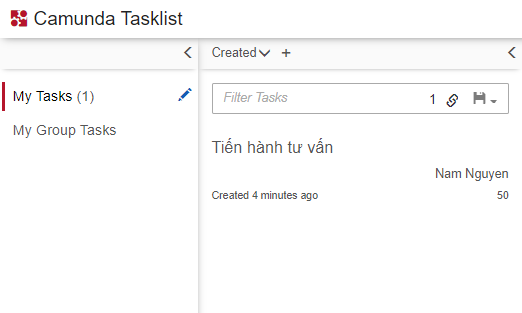 Camunda Tasklist
Created
My Tasks (1)
My Group Tasks
Filter Tasks 1
Tiến hành tư vấn
Nam Nguyen
Created 4 minutes ago 50